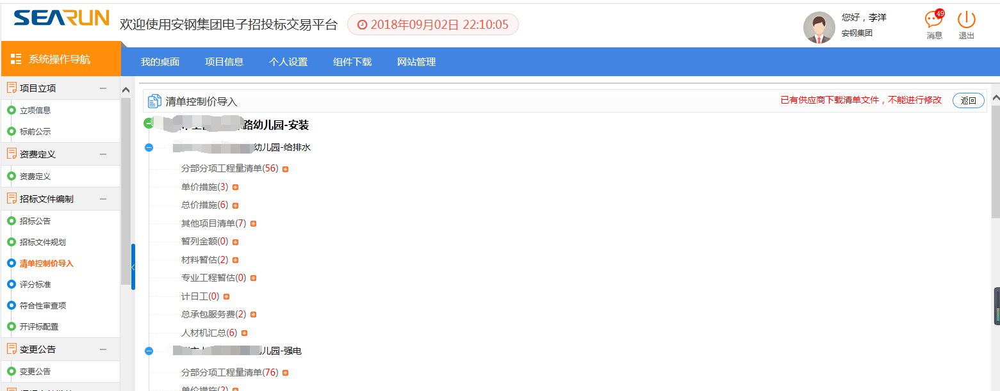 SEARUN
欢迎使用安钢集团电子招投标交易平台
2018年09月02日 22:10:05
您好，李洋
安钢集团
49
消息
退出
系统操作导航
我的桌面 项目信息 个人设置 组件下载 网站管理
项目立项
立项信息
标前公示
资费定义
资费定义
招标文件编制
招标公告
招标文件规划
清单控制价导入
评分标准
符合性审查项
开评标配置
变更公告
变更公告
清单控制价导入
已有供应商下载清单文件，不能进行修改
返回
路幼儿园-安装
幼儿园-给排水
分部分项工程量清单(56)
单价措施(3)
总价措施(6)
其他项目清单(7)
暂列金额(0)
材料暂估(2)
专业工程暂估(0)
计日工(0)
总承包服务费(2)
人材机汇总(6)
儿园-强电
分部分项工程量清单(76)
单价措施(2)